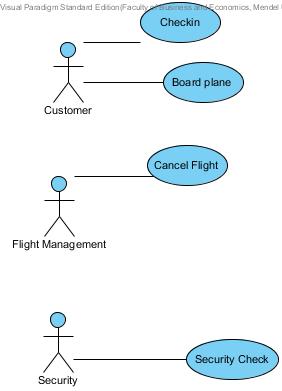 Visual Paradigm Standard Edition(Faculty of Business and Economics, Mendel
Checkin
Board plane
Customer
Cancel Flight
Flight Management
Security Check
Security